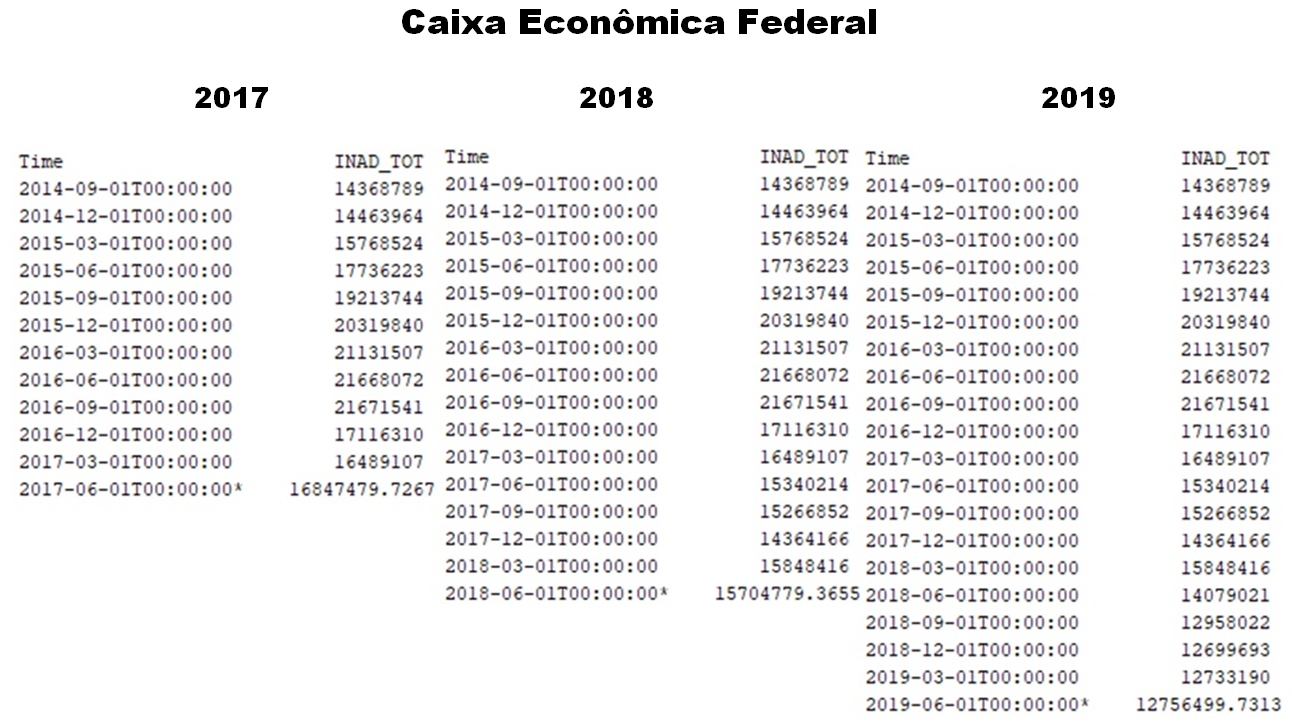 Caixa Econômica Federal
2017
Time INAD_TOT
2014-09-01T00:00:00 14368789
2014-12-01T00:00:00 14463964
2015-03-01T00:00:00 15768524
2015-06-01T00:00:00 17736223
2015-09-01T00:00:00 19213744
2015-12-01T00:00:00 20319840
2016-03-01T00:00:00 21131507
2016-06-01T00:00:00 21668072
2016-09-01T00:00:00 21671541
2016-12-01T00:00:00 17116310
2017-03-01T00:00:00 16489107
2017-06-01T00:00:00* 16847479.7267
2018
Time INAD_TOT
2014-09-01T00:00:00 14368789
2014-12-01T00:00:00 14463964
2015-03-01T00:00:00 15768524
2015-06-01T00:00:00 17736223
2015-09-01T00:00:00 19213744
2015-12-01T00:00:00 20319840
2016-03-01T00:00:00 21131507
2016-06-01T00:00:00 21668072
2016-09-01T00:00:00 21671541
2016-12-01T00:00:00 17116310
2017-03-01T00:00:00 16489107
2017-06-01T00:00:00 15340214
2017-09-01T00:00:00 15266852
2017-12-01T00:00:00 14364166
2018-03-01T00:00:00 15848416
2018-06-01T00:00:00* 15704779.3655
2019
Time INAD_TOT
2014-09-01T00:00:00 14368789
2014-12-01T00:00:00 14463964
2015-03-01T00:00:00 15768524
2015-06-01T00:00:00 17736223
2015-09-01T00:00:00 19213744
2015-12-01T00:00:00 20319840
2016-03-01T00:00:00 21131507
2016-06-01T00:00:00 21668072
2016-09-01T00:00:00 21671541
2016-12-01T00:00:00 17116310
2017-03-01T00:00:00 16489107
2017-06-01T00:00:00 15340214
2017-09-01T00:00:00 15266852
2017-12-01T00:00:00 14364166
2018-03-01T00:00:00 15848416
2018-06-01T00:00:00 14079021
2018-09-01T00:00:00 12958022
2018-12-01T00:00:00 12699693
2019-03-01T00:00:00 12733190
2019-06-01T00:00:00* 12756499.7313